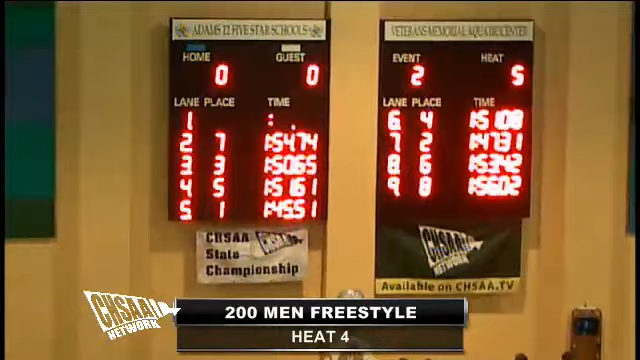 ADAMS 12 FIVE STAR SCHOOLS
HOME GUEST
0 0
LANE PLACE TIME
1 : .
2 7 1:54.74
3 3 1:50.65
4 5 1:51.61
5 1 1:45.51
VETERANS MEMORIAL AQUATICS CENTER
EVENT HEAT
2 5
LANE PLACE TIME
6 4 1:51.08
7 2 1:47.31
8 6 1:53.42
9 8 1:56.02
CHSAA
State
Championship
CHSAA!
NETWORK
Available on CHSAA.TV
CHSAA!
NETWORK
200 MEN FREESTYLE
HEAT 4